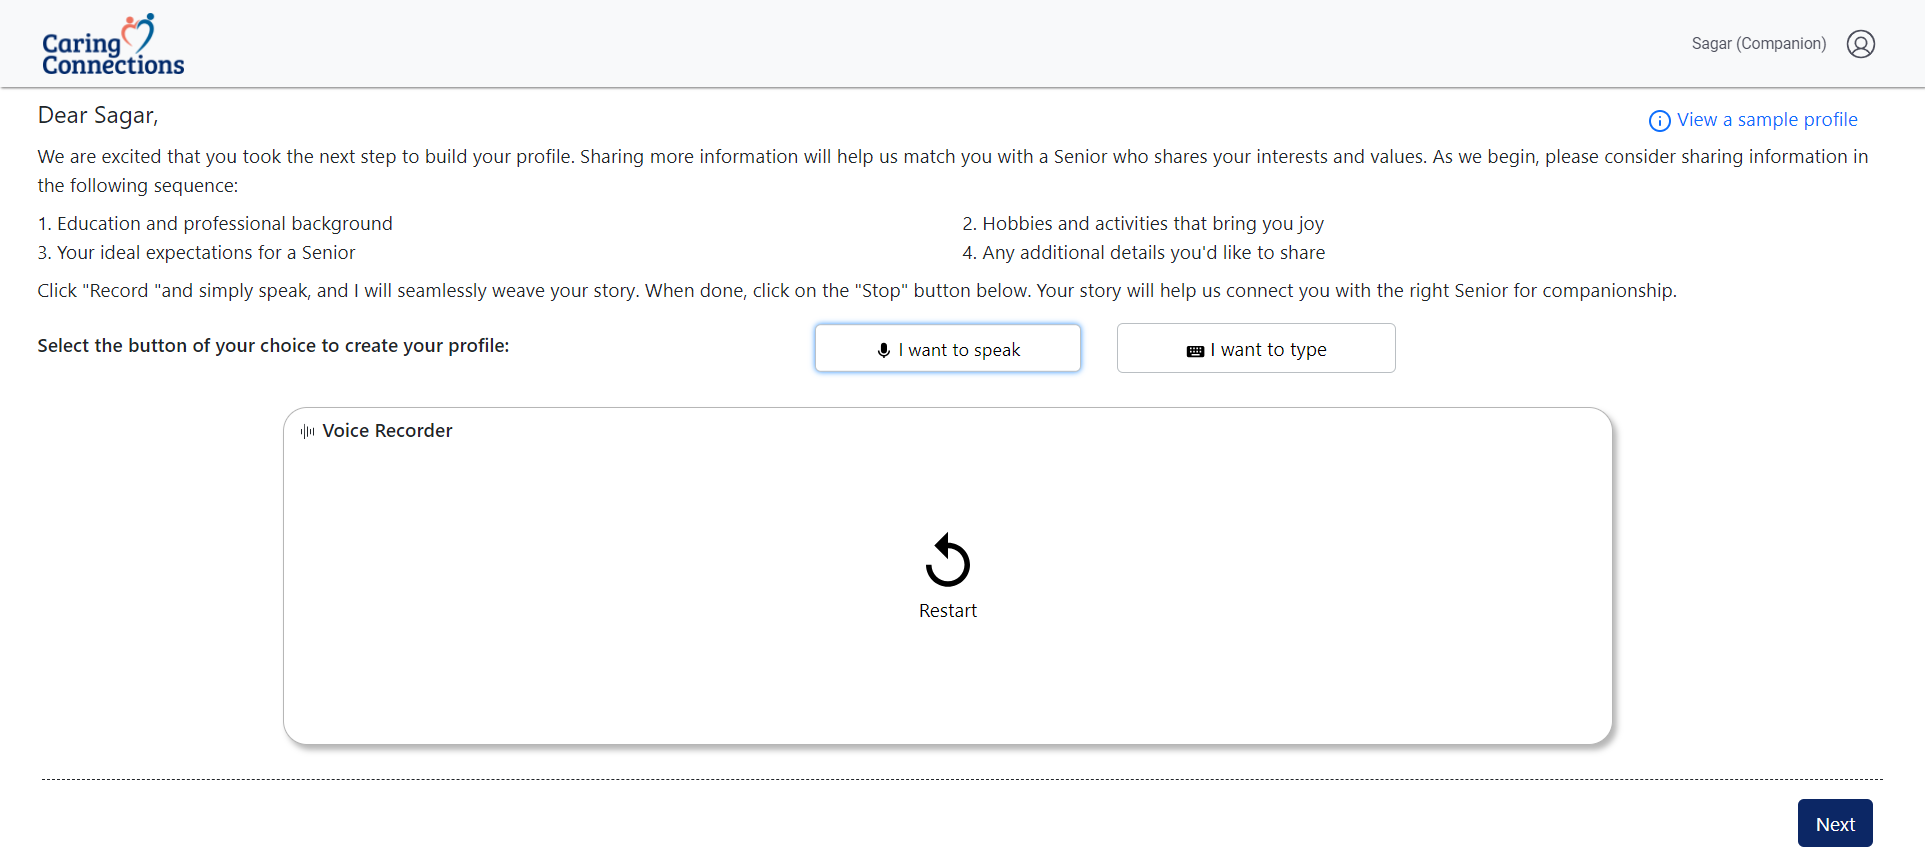 Caring
Connections
Sagar (Companion)
Dear Sagar,
View a sample profile
We are excited that you took the next step to build your profile. Sharing more information will help us match you with a Senior who shares your interests and values. As we begin, please consider sharing information in
the following sequence:
1. Education and professional background
2. Hobbies and activities that bring you joy
3. Your ideal expectations for a Senior
4. Any additional details you'd like to share
Click "Record "and simply speak, and I will seamlessly weave your story. When done, click on the "Stop" button below. Your story will help us connect you with the right Senior for companionship.
Select the button of your choice to create your profile:
I want to speak
I want to type
Voice Recorder
Restart
Next